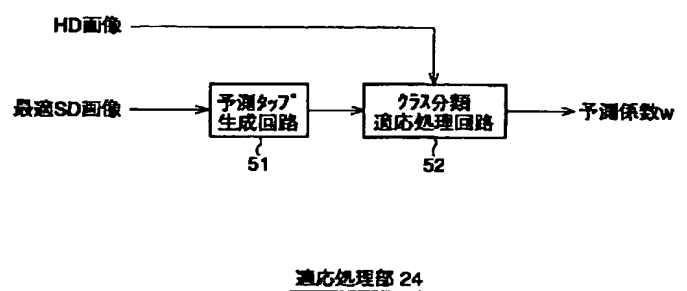 HD画像
最適SD画像
予測タップ
生成回路
51
クラス分類
適応処理回路
52
予測係数w
適応処理部 24